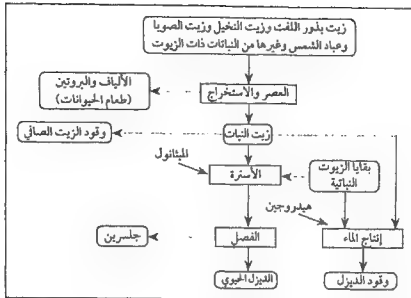 زيت بذور اللفت وزيت النخيل وزيت الصويا
وعباد الشمس وغيرها من النباتات ذات الزيوت
الألياف والبروتين
(طعام الحيوانات)
العصر والاستخراج
وقود الزيت الصافي
زيت النبات
الميثانول
الأسترة
بقايا الزيوت
النباتية
هيدروجين
جلسرين
الفصل
إنتاج الماء
الديزل الحيوي
وقود الديزل